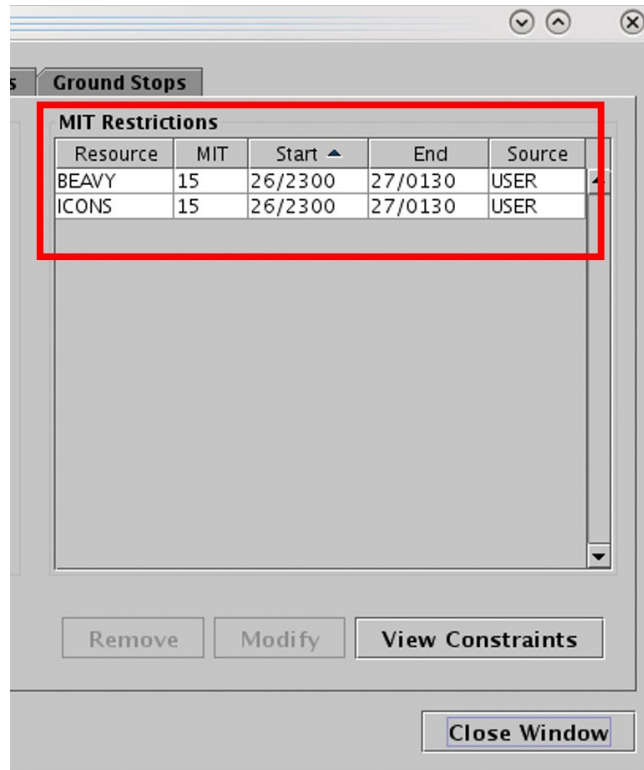 s Ground Stops
MIT Restrictions
Resource MIT Start End Source
BEAVY 15 26/2300 27/0130 USER
ICONS 15 26/2300 27/0130 USER
Remove Modify View Constraints
Close Window